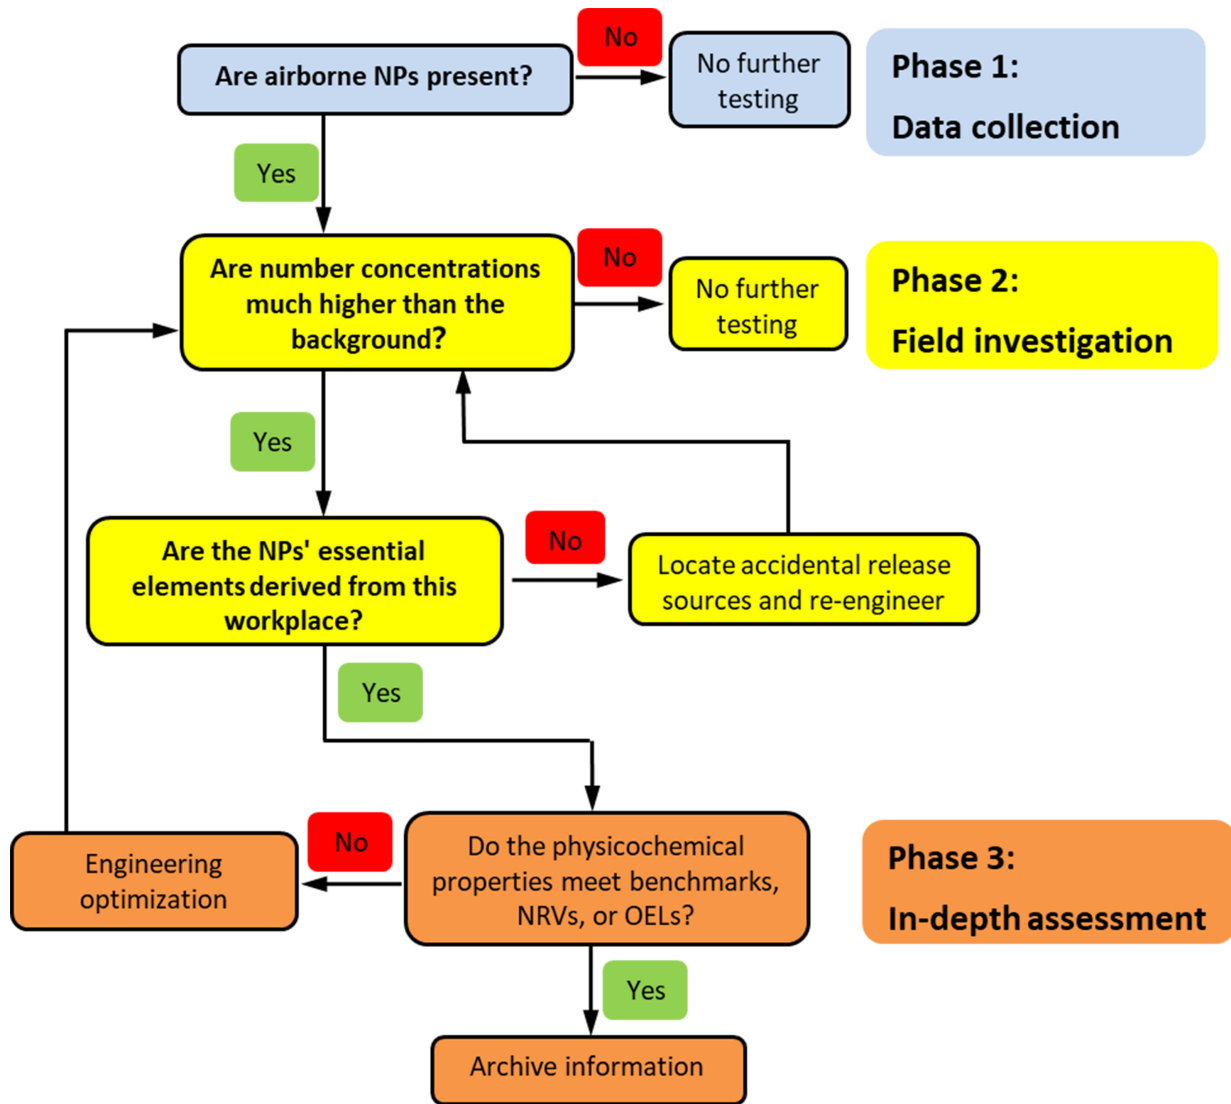 Are airborne NPs present?
No
No further
testing
Phase 1:
Data collection
Yes
Are number concentrations
much higher than the
background?
No
No further
testing
Phase 2:
Field investigation
Yes
Are the NPs' essential
elements derived from this
workplace?
No
Locate accidental release
sources and re-engineer
Yes
Engineering
optimization
No
Do the physicochemical
properties meet benchmarks,
NRVs, or OELs?
Phase 3:
In-depth assessment
Yes
Archive information